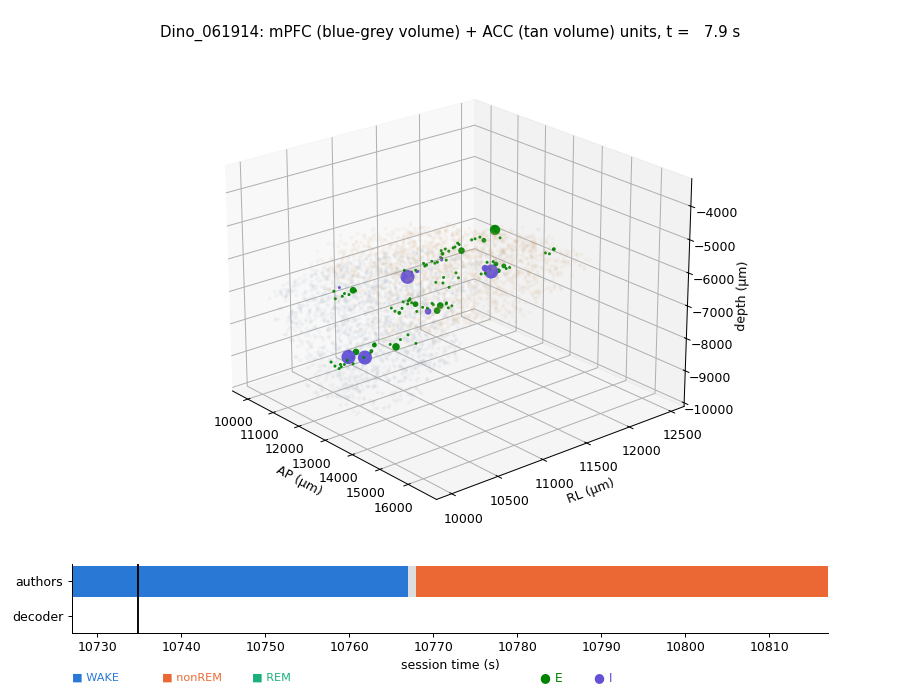 Dino_061914: mPFC (blue-grey volume) + ACC (tan volume) units, t =   7.9 s
−4000
−5000
−6000
−7000
−8000
−9000
−10000
depth (μm)
10000
11000
12000
13000
14000
15000
16000
AP (μm)
10000
10500
11000
11500
12000
12500
RL (μm)
authors
decoder
10730 10740 10750 10760 10770 10780 10790 10800 10810
session time (s)
WAKE nonREM REM E I